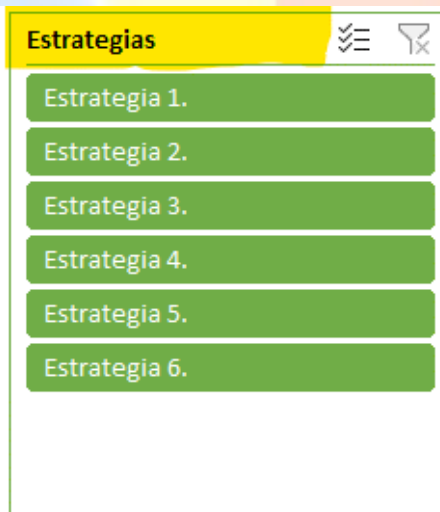 Estrategias
Estrategia 1.
Estrategia 2.
Estrategia 3.
Estrategia 4.
Estrategia 5.
Estrategia 6.